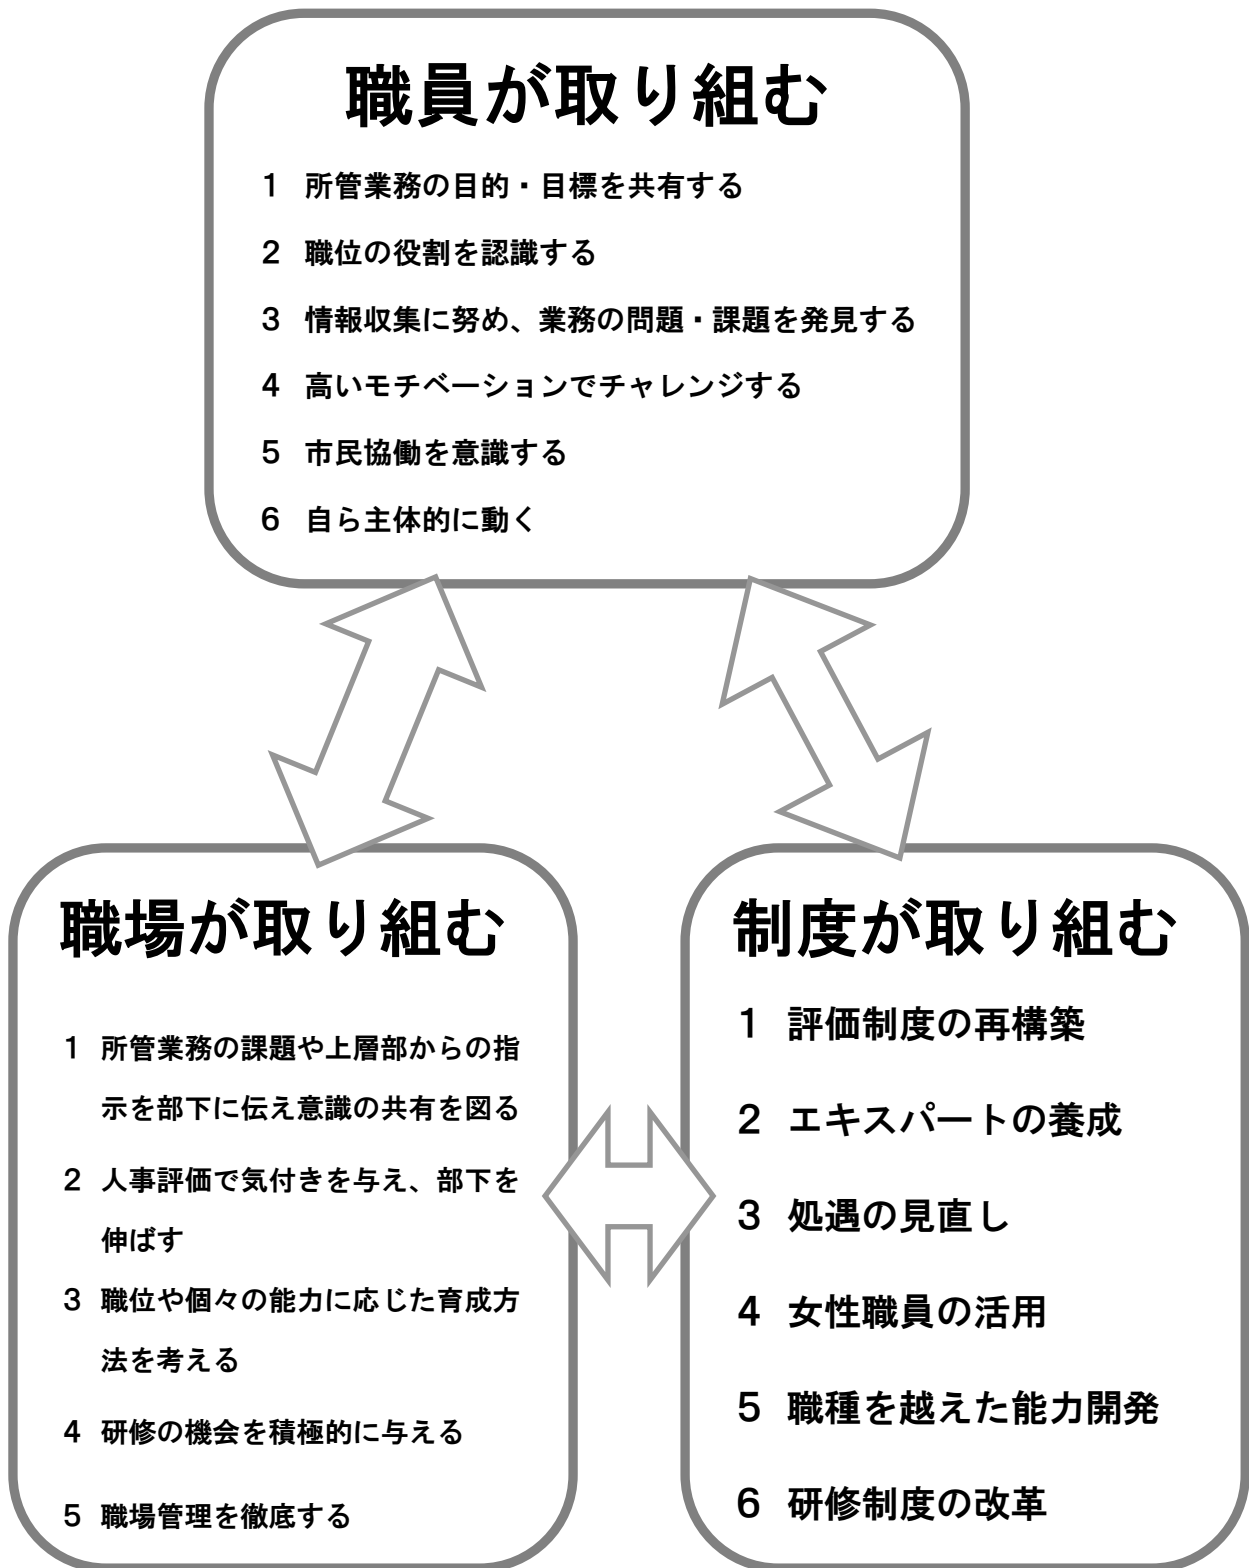 職員が取り組む
1 所管業務の目的・目標を共有する
2 職位の役割を認識する
3 情報収集に努め、業務の問題・課題を発見する
4 高いモチベーションでチャレンジする
5 市民協働を意識する
6 自ら主体的に動く
職場が取り組む
1 所管業務の課題や上層部からの指
示を部下に伝え意識の共有を図る
2 人事評価で気付きを与え、部下を
伸ばす
3 職位や個々の能力に応じた育成方
法を考える
4 研修の機会を積極的に与える
5 職場管理を徹底する
制度が取り組む
1 評価制度の再構築
2 エキスパートの養成
3 処遇の見直し
4 女性職員の活用
5 職種を越えた能力開発
6 研修制度の改革